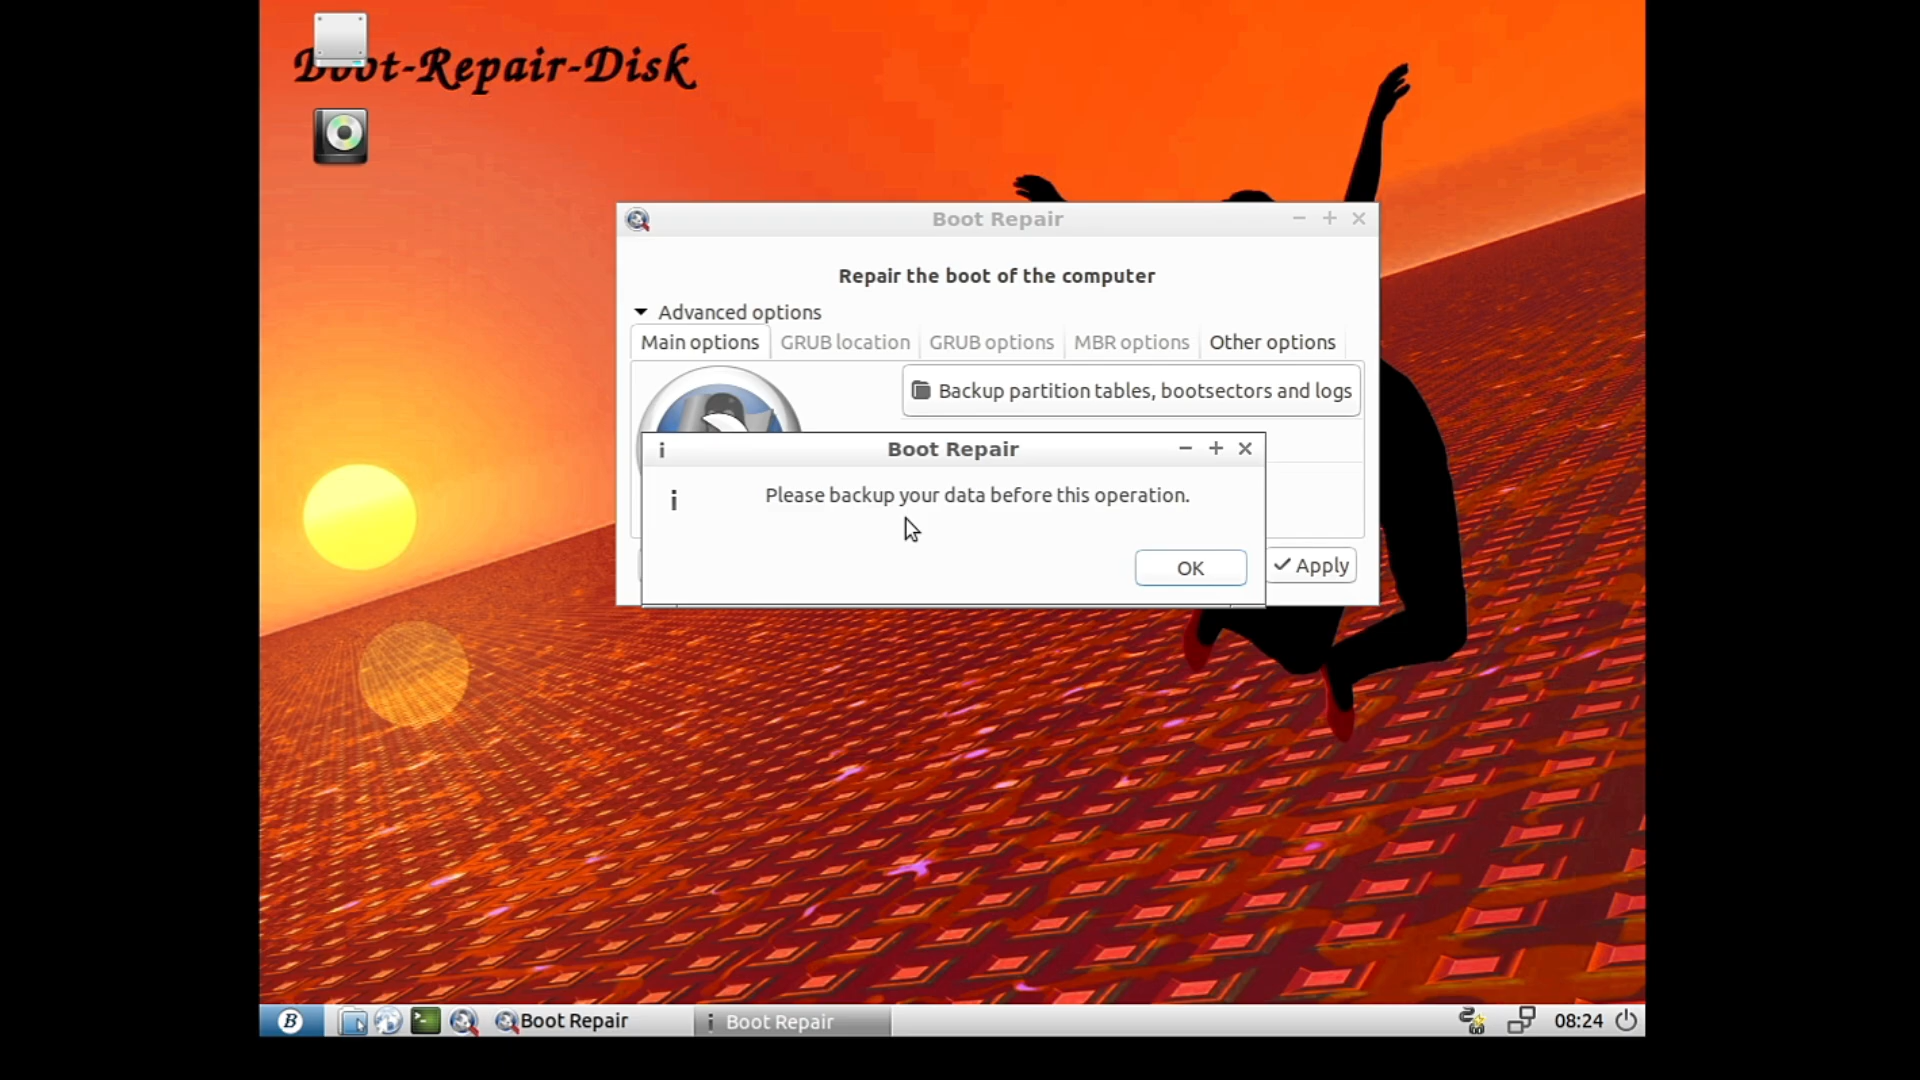 Boot-Repair-Disk
Boot Repair
Repair the boot of the computer
Advanced options
Main options
GRUB location
GRUB options
MBR options
Other options
Backup partition tables, bootsectors and logs
Boot Repair
Please backup your data before this operation.
OK
Apply
B
Boot Repair
Boot Repair
08:24